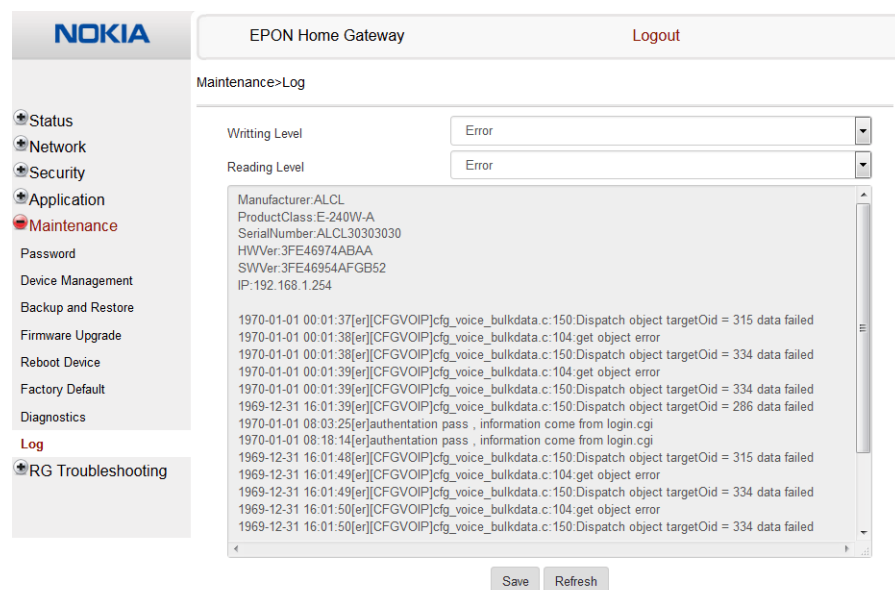 NOKIA
EPON Home Gateway
Logout
Maintenance>Log
Status
Network
Security
Application
Maintenance
Password
Device Management
Backup and Restore
Firmware Upgrade
Reboot Device
Factory Default
Diagnostics
Log
RG Troubleshooting
Writting Level
Error
Reading Level
Error
Manufacturer:ALCL
ProductClass:E-240W-A
SerialNumber:ALCL30303030
HWVer:3FE46974ABAA
SWVer:3FE46954AFGB52
IP:192.168.1.254
1970-01-01 00:01:37[er][CFGVOIP]cfg_voice_bulkdata.c:150:Dispatch object targetOid = 315 data failed
1970-01-01 00:01:38[er][CFGVOIP]cfg_voice_bulkdata.c:104:get object error
1970-01-01 00:01:38[er][CFGVOIP]cfg_voice_bulkdata.c:150:Dispatch object targetOid = 334 data failed
1970-01-01 00:01:39[er][CFGVOIP]cfg_voice_bulkdata.c:104:get object error
1970-01-01 00:01:39[er][CFGVOIP]cfg_voice_bulkdata.c:150:Dispatch object targetOid = 334 data failed
1969-12-31 16:01:39[er][CFGVOIP]cfg_voice_bulkdata.c:150:Dispatch object targetOid = 286 data failed
1970-01-01 08:03:25[er]authentation pass , information come from login.cgi
1970-01-01 08:18:14[er]authentation pass , information come from login.cgi
1969-12-31 16:01:48[er][CFGVOIP]cfg_voice_bulkdata.c:150:Dispatch object targetOid = 315 data failed
1969-12-31 16:01:49[er][CFGVOIP]cfg_voice_bulkdata.c:104:get object error
1969-12-31 16:01:49[er][CFGVOIP]cfg_voice_bulkdata.c:150:Dispatch object targetOid = 334 data failed
1969-12-31 16:01:50[er][CFGVOIP]cfg_voice_bulkdata.c:104:get object error
1969-12-31 16:01:50[er][CFGVOIP]cfg_voice_bulkdata.c:150:Dispatch object targetOid = 334 data failed
Save
Refresh